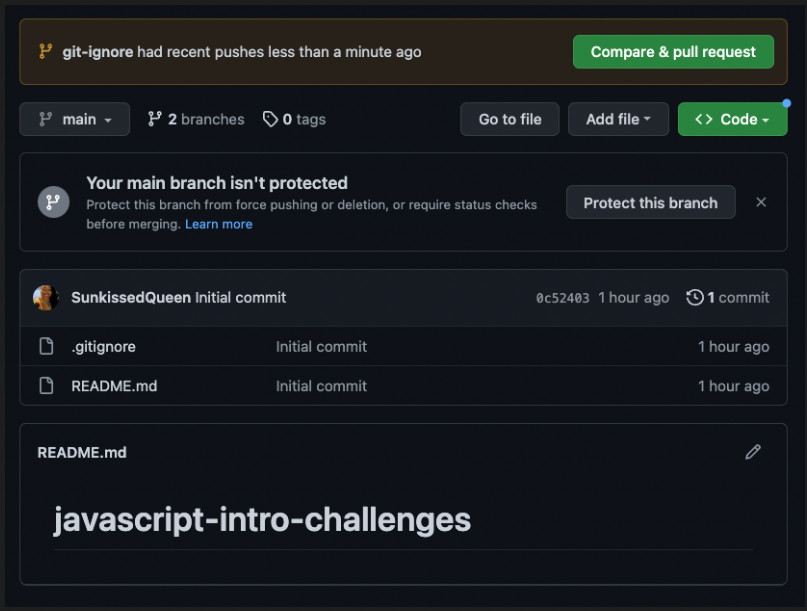 git-ignore had recent pushes less than a minute ago Compare & pull request
main 2 branches 0 tags Go to file Add file <> Code
Your main branch isn't protected
Protect this branch from force pushing or deletion, or require status checks
before merging. Learn more
Protect this branch
SunkissedQueen Initial commit 0c52403 1 hour ago 1 commit
.gitignore Initial commit 1 hour ago
README.md Initial commit 1 hour ago
README.md
javascript-intro-challenges